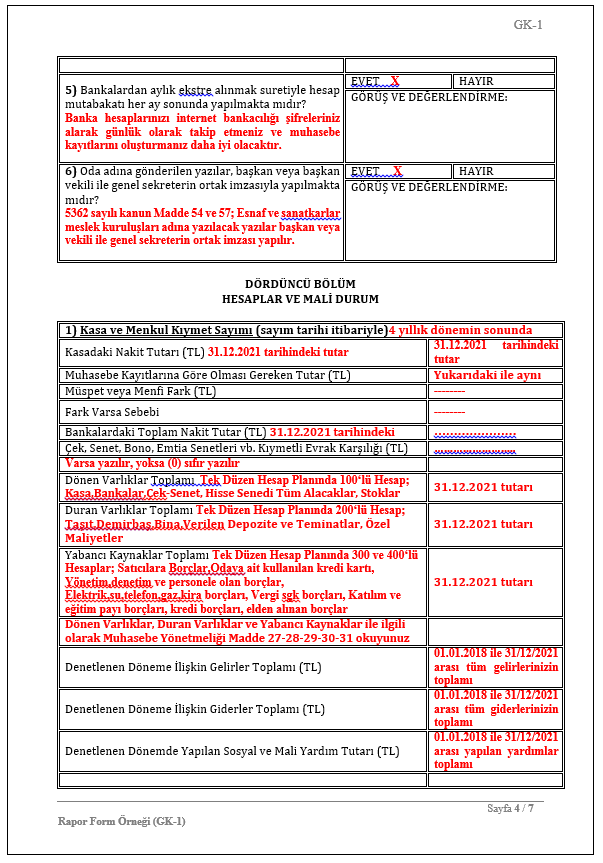 GK-1
5) Bankalardan aylık ekstre alınmak suretiyle hesap
mutabakatı her ay sonunda yapılmakta mıdır?
Banka hesaplarınızı internet bankacılığı şifreleriniz
alarak günlük olarak takip etmeniz ve muhasebe
kayıtlarını oluşturmanız daha iyi olacaktır.
EVET X
HAYIR
GÖRÜŞ VE DEĞERLENDİRME:
6) Oda adına gönderilen yazılar, başkan veya başkan
vekili ile genel sekreterin ortak imzasıyla yapılmakta
mıdır?
5362 sayılı kanun Madde 54 ve 57; Esnaf ve sanatkarlar
meslek kuruluşları adına yazılacak yazılar başkan veya
vekili ile genel sekreterin ortak imzası yapılır.
EVET X
HAYIR
GÖRÜŞ VE DEĞERLENDİRME:
DÖRDÜNCÜ BÖLÜM
HESAPLAR VE MALİ DURUM
1) Kasa ve Menkul Kıymet Sayımı (sayım tarihi itibariyle)4 yıllık dönemin sonunda
Kasadaki Nakit Tutarı (TL) 31.12.2021 tarihindeki tutar
31.12.2021 tarihindeki
tutar
Muhasebe Kayıtlarına Göre Olması Gereken Tutar (TL)
Yukarıdaki ile aynı
Müspet veya Menfi Fark (TL)
--------
Fark Varsa Sebebi
--------
Bankalardaki Toplam Nakit Tutar (TL) 31.12.2021 tarihindeki
.....................
Çek, Senet, Bono, Emtia Senetleri vb. Kıymetli Evrak Karşılığı (TL)
.....................
Varsa yazılır, yoksa (0) sıfır yazılır
Dönen Varlıklar Toplamı Tek Düzen Hesap Planında 100'lü Hesap;
Kasa,Bankalar,Çek-Senet, Hisse Senedi Tüm Alacaklar, Stoklar
31.12.2021 tutarı
Duran Varlıklar Toplamı Tek Düzen Hesap Planında 200'lü Hesap;
Taşıt,Demirbaş,Bina,Verilen Depozite ve Teminatlar, Özel
Maliyetler
31.12.2021 tutarı
Yabancı Kaynaklar Toplamı Tek Düzen Hesap Planında 300 ve 400'lü
Hesaplar; Satıcılara Borçlar,Odaya ait kullanılan kredi kartı,
Yönetim,denetim ve personele olan borçlar,
Elektrik,su,telefon,gaz,kira borçları, Vergi sgk borçları, Katılım ve
eğitim payı borçları, kredi borçları, elden alınan borçlar
31.12.2021 tutarı
Dönen Varlıklar, Duran Varlıklar ve Yabancı Kaynaklar ile ilgili
olarak Muhasebe Yönetmeliği Madde 27-28-29-30-31 okuyunuz
Denetlenen Döneme İlişkin Gelirler Toplamı (TL)
01.01.2018 ile 31/12/2021
arası tüm gelirlerinizin
toplamı
Denetlenen Döneme İlişkin Giderler Toplamı (TL)
01.01.2018 ile 31/12/2021
arası tüm giderlerinizin
toplamı
Denetlenen Dönemde Yapılan Sosyal ve Mali Yardım Tutarı (TL)
01.01.2018 ile 31/12/2021
arası yapılan yardımlar
toplamı
Sayfa 4 / 7
Rapor Form Örneği (GK-1)